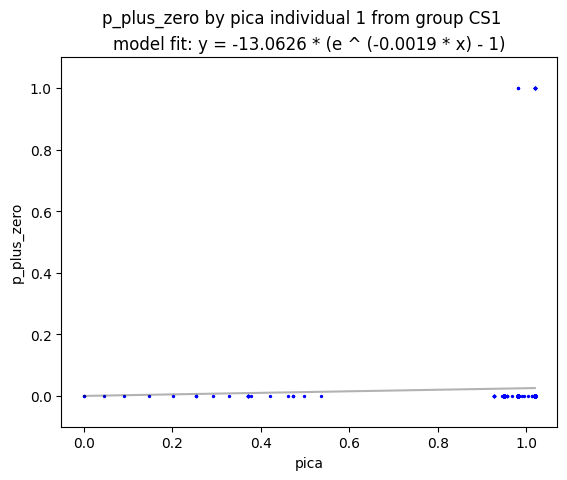 p_plus_zero by pica individual 1 from group CS1
model fit: y = -13.0626 * (e ^ (-0.0019 * x) - 1)
1.0
0.8
0.6
0.4
0.2
0.0
p_plus_zero
0.0 0.2 0.4 0.6 0.8 1.0
pica